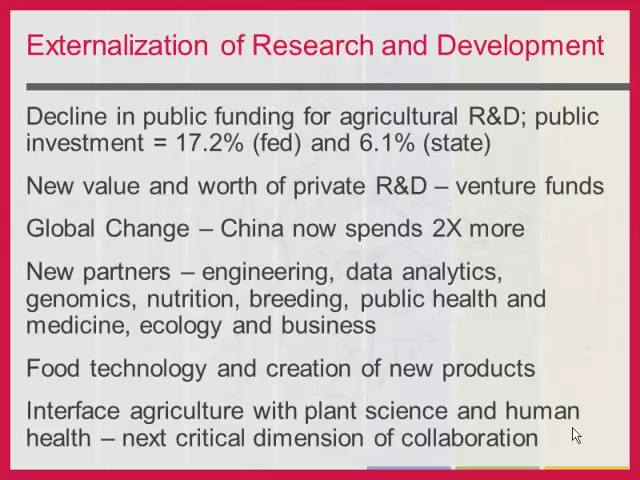 Externalization of Research and Development
Decline in public funding for agricultural R&D; public
investment = 17.2% (fed) and 6.1% (state)
New value and worth of private R&D – venture funds
Global Change – China now spends 2X more
New partners – engineering, data analytics,
genomics, nutrition, breeding, public health and
medicine, ecology and business
Food technology and creation of new products
Interface agriculture with plant science and human
health – next critical dimension of collaboration